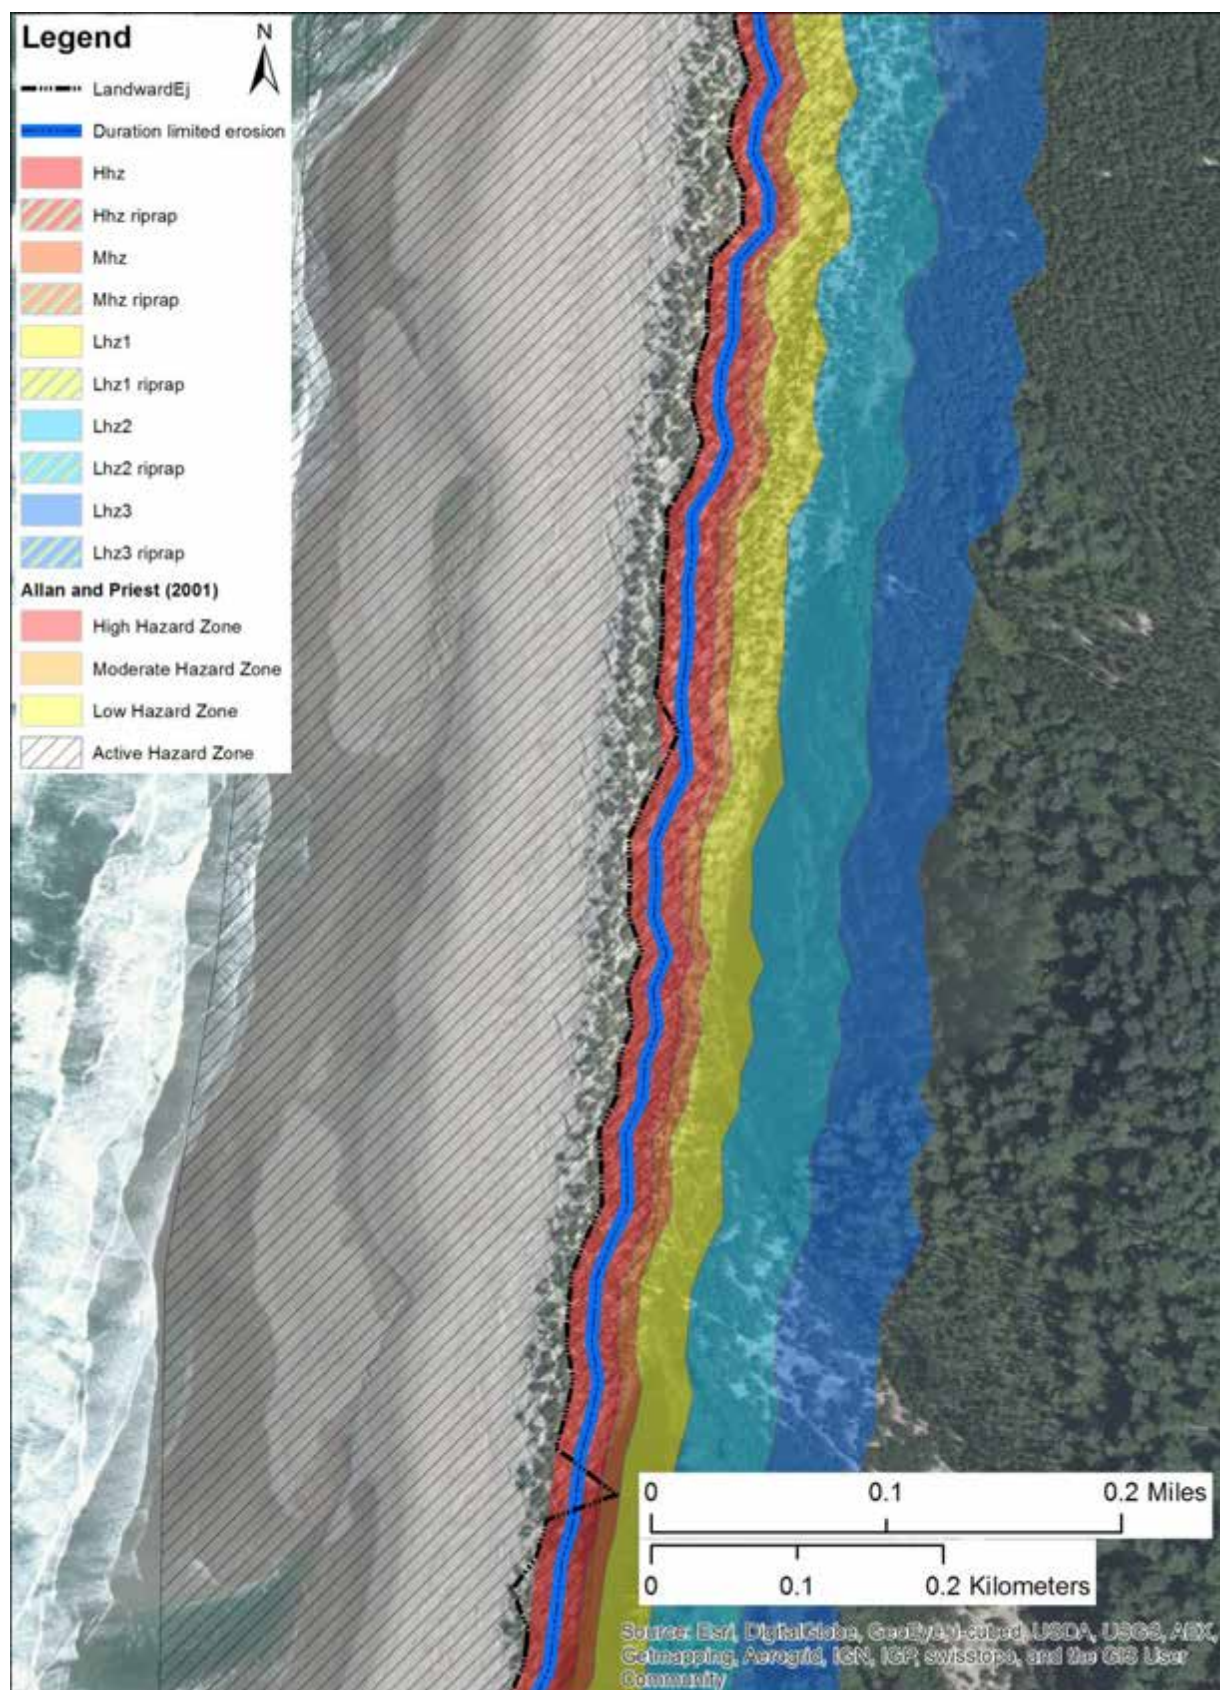 Legend
N
LandwardEj
Duration limited erosion
Hhz
Hhz riprap
Mhz
Mhz riprap
Lhz1
Lhz1 riprap
Lhz2
Lhz2 riprap
Lhz3
Lhz3 riprap
Allan and Priest (2001)
High Hazard Zone
Moderate Hazard Zone
Low Hazard Zone
Active Hazard Zone
0 0.1 0.2 Miles
0 0.1 0.2 Kilometers
Source: Esri, DigitalGlobe, GeoEye, i-cubed, USDA, USGS, AEX,
Getmapping, Aerogrid, IGN, IGP, swisstopo, and the GIS User
Community